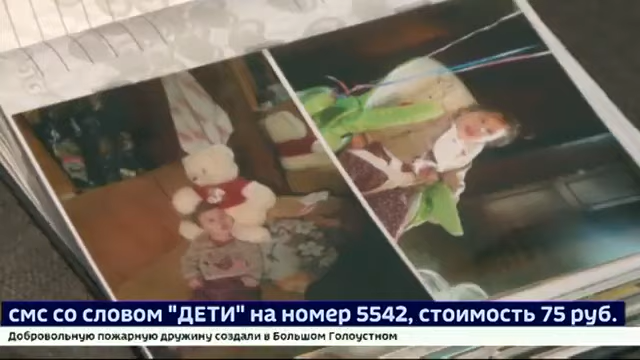 смс со словом "ДЕТИ" на номер 5542, стоимость 75 руб.
Добровольную пожарную дружину создали в Большом Голоустном